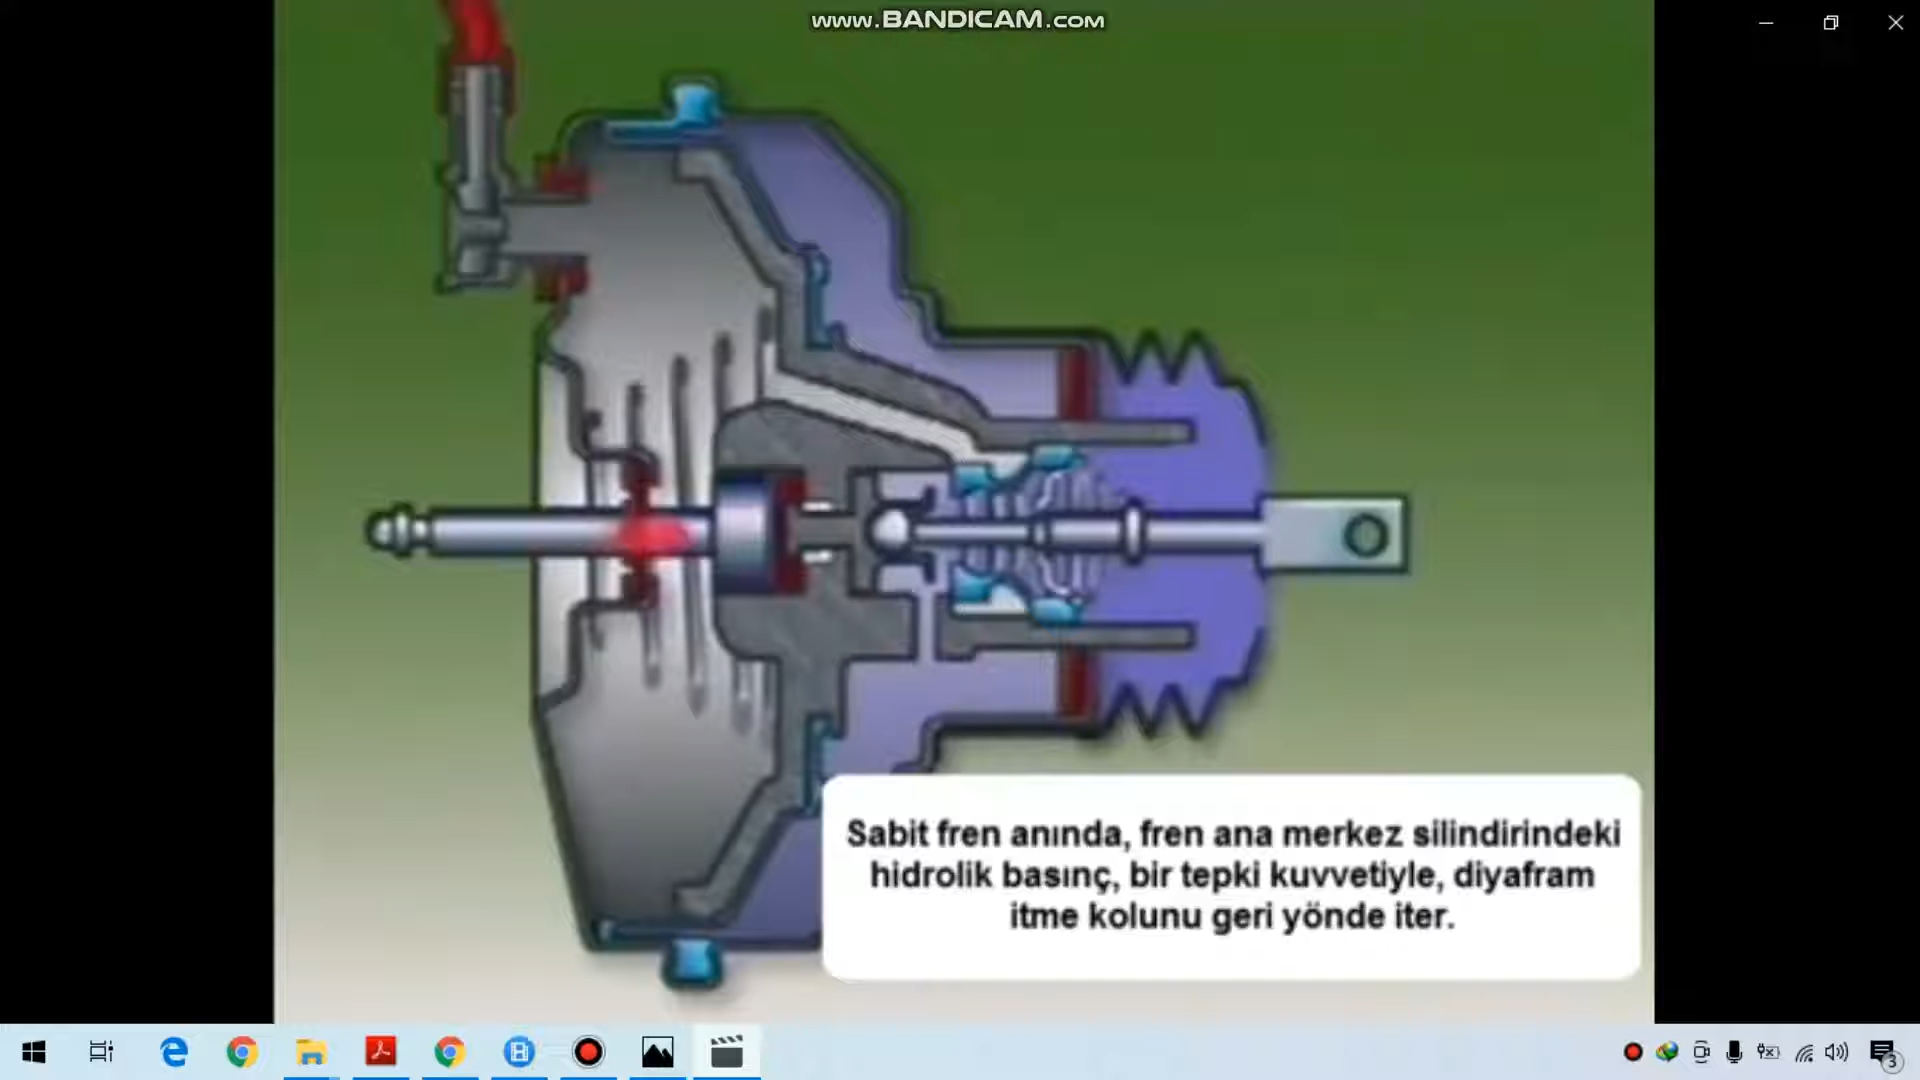 www.BANDICAM.com
Sabit fren anında, fren ana merkez silindirindeki
hidrolik basınç, bir tepki kuvvetiyle, diyafram
itme kolunu geri yönde iter.
3